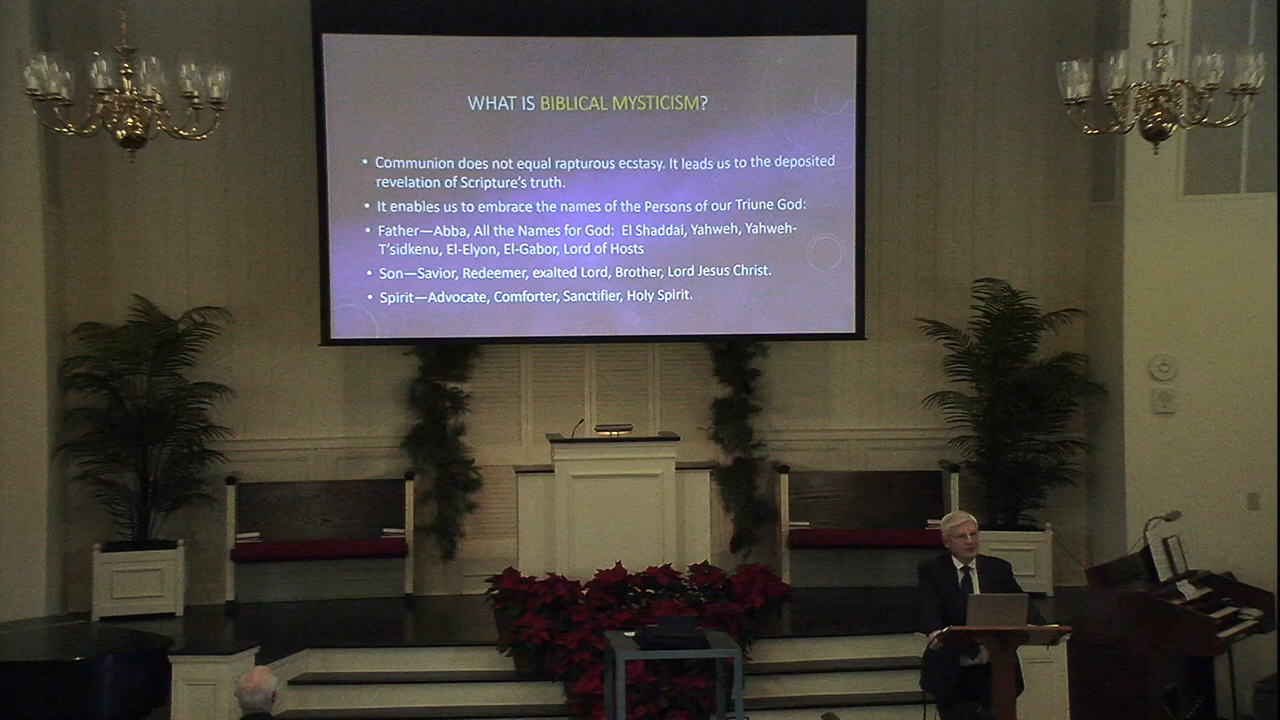 WHAT IS BIBLICAL MYSTICISM?
• Communion does not equal rapturous ecstasy. It leads us to the deposited
revelation of Scripture's truth.
• It enables us to embrace the names of the Persons of our Triune God:
• Father—Abba, All the Names for God: El Shaddai, Yahweh, Yahweh-
T'sidkenu, El-Elyon, El-Gabor, Lord of Hosts
• Son—Savior, Redeemer, exalted Lord, Brother, Lord Jesus Christ.
• Spirit—Advocate, Comforter, Sanctifier, Holy Spirit.